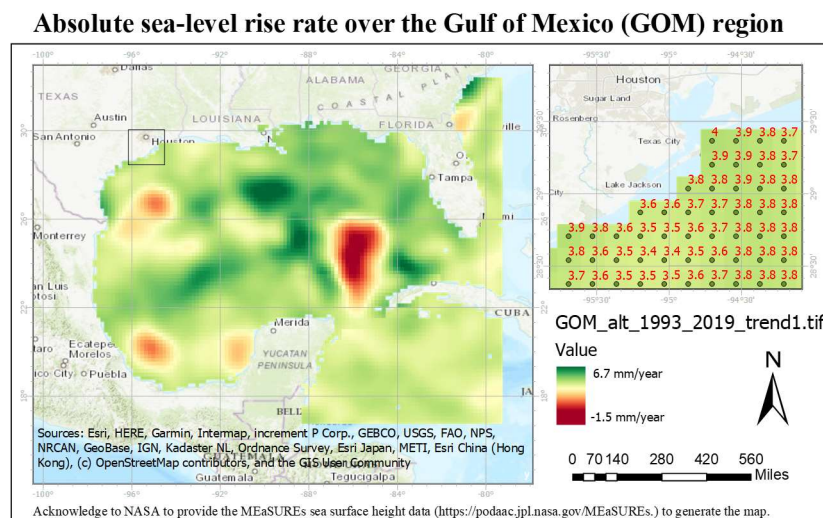 Absolute sea-level rise rate over the Gulf of Mexico (GOM) region
-100° -96° -92° -88° -84° -80°
Dallas
TEXAS
ALABAMA
GEORGIA
COASTAL PLAIN
Austin
LOUISIANA
30°
San Antonio
Houston
FLORIDA
ville
Tampa
26°
Monterrey
22°
CUBA
Merida
Ecatepec
Morelos
YUCATAN
PENINSULA
Puebla
18°
JA
BEL
GUATEMALA
Guatemala
Tegucigalpa
Sources: Esri, HERE, Garmin, Intermap, increment P Corp., GEBCO, USGS, FAO, NPS,
NRCAN, GeoBase, IGN, Kadaster NL, Ordnance Survey, Esri Japan, METI, Esri China (Hong
Kong), (c) OpenStreetMap contributors, and the GIS User Community
-95°30' -94°30'
Houston
Sugar Land
Rosenberg
29°30'
Texas City
4 3.9 3.8 3.7
3.9 3.9 3.8 3.7
Lake Jackson
3.8 3.8 3.9 3.8 3.8
29°
City
3.6 3.6 3.7 3.7 3.8 3.8 3.8
3.9 3.8 3.6 3.5 3.5 3.6 3.7 3.8 3.8 3.8
3.8 3.6 3.5 3.4 3.4 3.5 3.6 3.8 3.8 3.8
28°30'
3.7 3.6 3.5 3.5 3.5 3.6 3.7 3.8 3.8 3.8
-95°30' -94°30'
GOM_alt_1993_2019_trend1.tif
Value
6.7 mm/year
-1.5 mm/year
N
0 70 140 280 420 560
Miles
Acknowledge to NASA to provide the MEaSUREs sea surface height data (https://podaac.jpl.nasa.gov/MEaSUREs.) to generate the map.